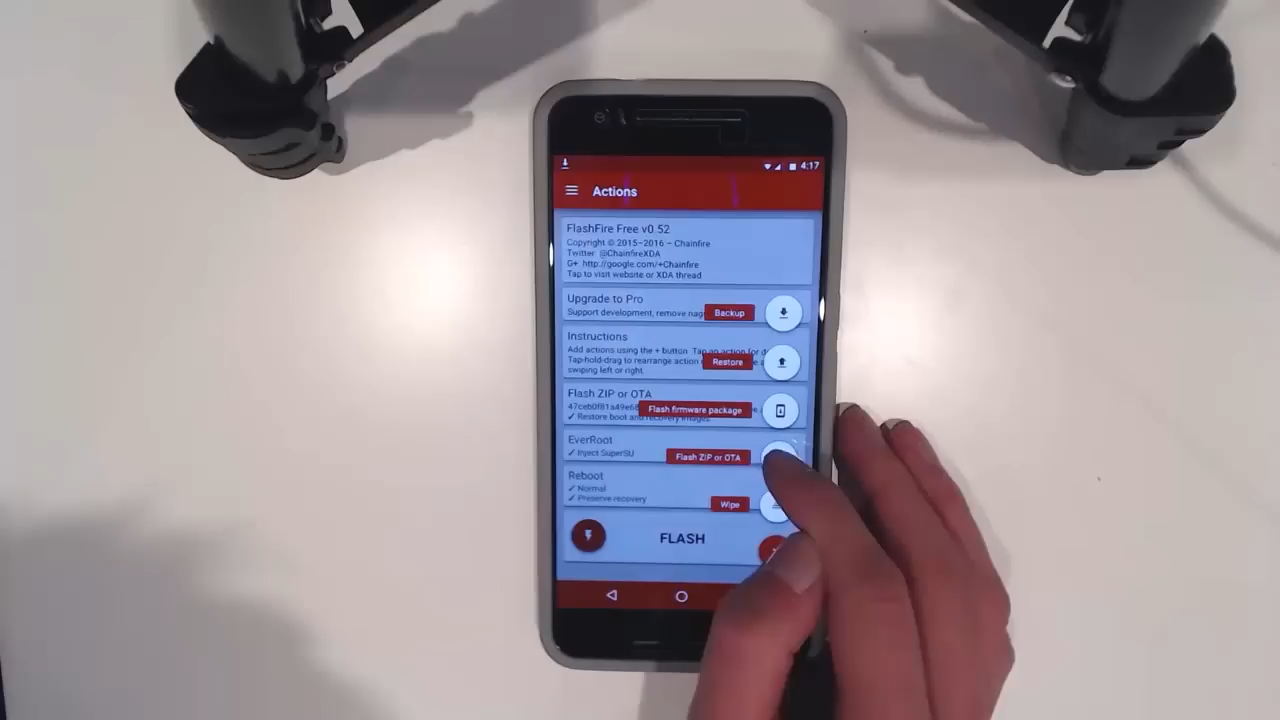 4:17
Actions
FlashFire Free v0.52
Copyright © 2015-2016 – Chainfire
Twitter @ChainfireXDA
G+ http://google.com/+Chainfire
Tap to visit website or XDA thread
Upgrade to Pro
Support development, remove nag
Backup
Instructions
Add actions using the + button. Tap an action for d
Tap-hold-drag to rearrange action
swiping left or right.
Restore
Flash ZIP or OTA
47ceb0f81a49e68
✓ Restore boot and recovery images
Flash firmware package
EverRoot
✓ Inject SuperSU
Flash ZIP or OTA
Reboot
✓ Normal
✓ Preserve recovery
Wipe
FLASH